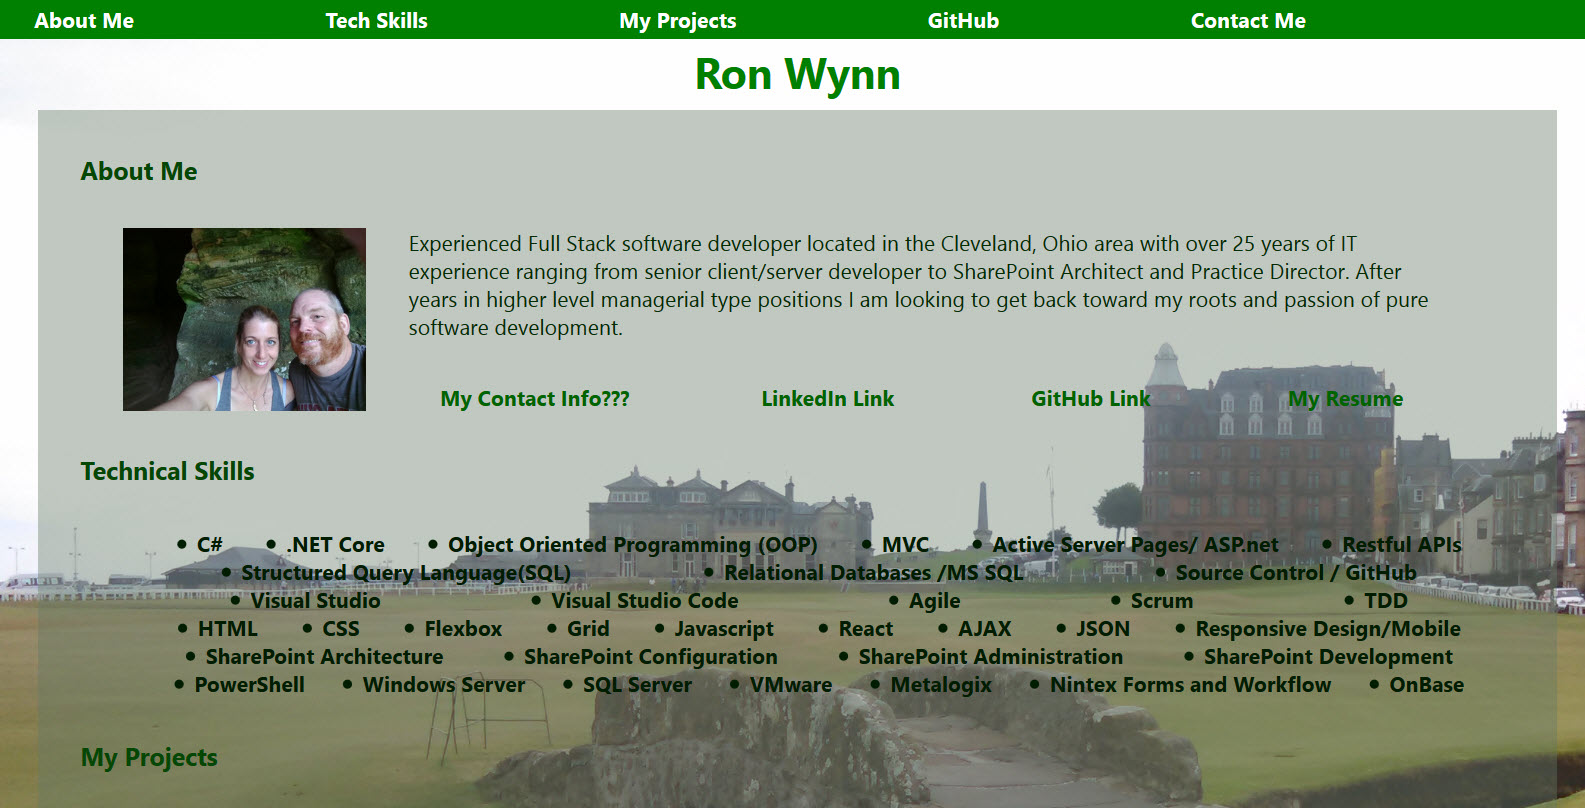 About Me Tech Skills My Projects GitHub Contact Me
Ron Wynn
About Me
Experienced Full Stack software developer located in the Cleveland, Ohio area with over 25 years of IT
experience ranging from senior client/server developer to SharePoint Architect and Practice Director. After
years in higher level managerial type positions I am looking to get back toward my roots and passion of pure
software development.
My Contact Info??? LinkedIn Link GitHub Link My Resume
Technical Skills
• C# • .NET Core • Object Oriented Programming (OOP) • MVC • Active Server Pages/ ASP.net • Restful APIs
• Structured Query Language(SQL) • Relational Databases /MS SQL • Source Control / GitHub
• Visual Studio • Visual Studio Code • Agile • Scrum • TDD
• HTML • CSS • Flexbox • Grid • Javascript • React • AJAX • JSON • Responsive Design/Mobile
• SharePoint Architecture • SharePoint Configuration • SharePoint Administration • SharePoint Development
• PowerShell • Windows Server • SQL Server • VMware • Metalogix • Nintex Forms and Workflow • OnBase
My Projects